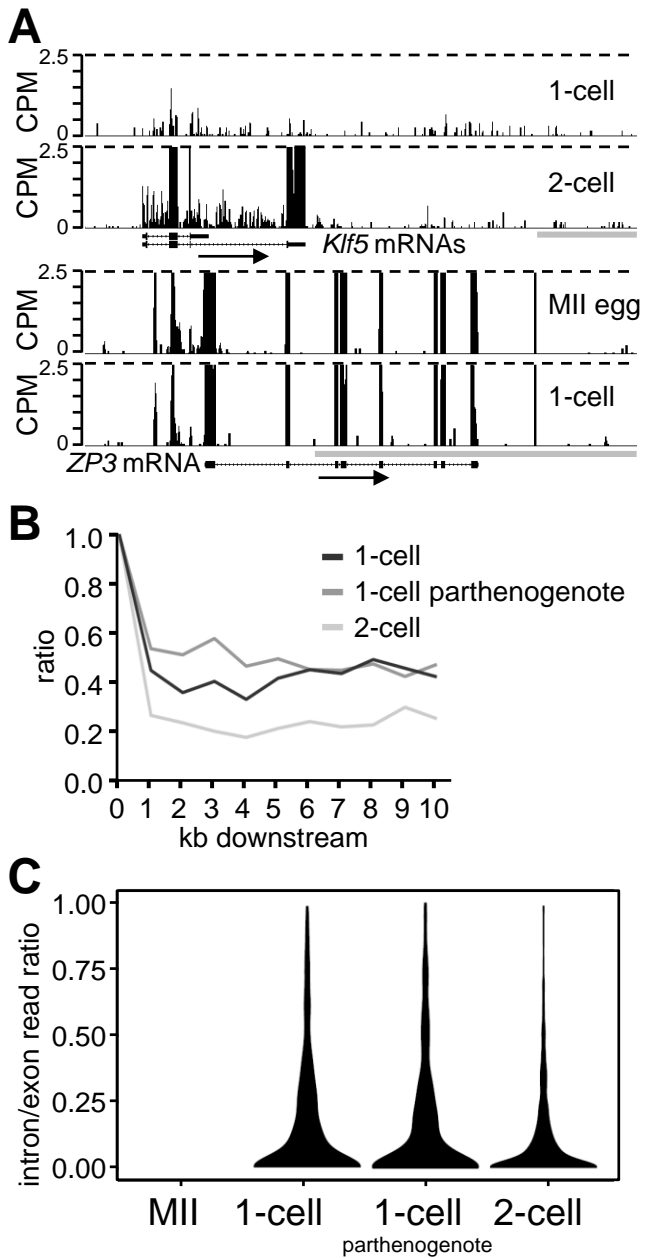 A
2.5
CPM
0
1-cell
2.5
CPM
0
2-cell
Klf5 mRNAs
2.5
CPM
0
MII egg
2.5
CPM
0
1-cell
ZP3 mRNA
B
1.0
0.8
0.6
0.4
0.2
0.0
ratio
1-cell
1-cell parthenogenote
2-cell
0 1 2 3 4 5 6 7 8 9 10
kb downstream
C
1.00
0.75
0.50
0.25
0.00
intron/exon read ratio
MII 1-cell 1-cell 2-cell
parthenogenote